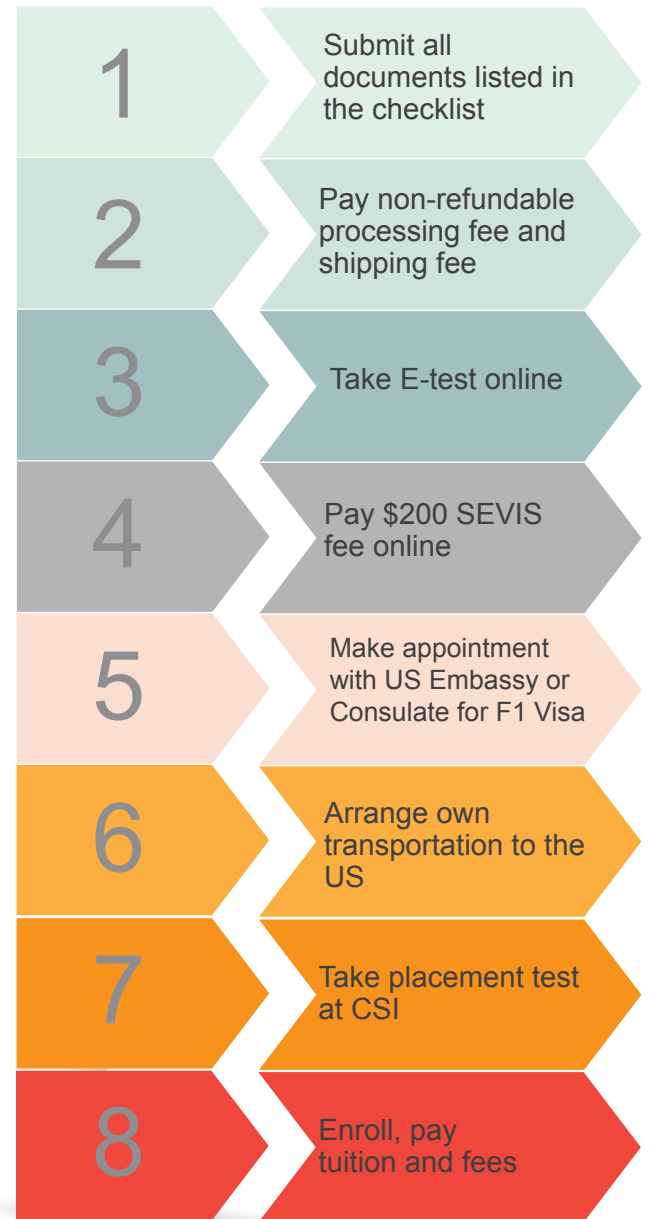 1
Submit all
documents listed in
the checklist
2
Pay non-refundable
processing fee and
shipping fee
3
Take E-test online
4
Pay $200 SEVIS
fee online
5
Make appointment
with US Embassy or
Consulate for F1 Visa
6
Arrange own
transportation to the
US
7
Take placement test
at CSI
8
Enroll, pay
tuition and fees